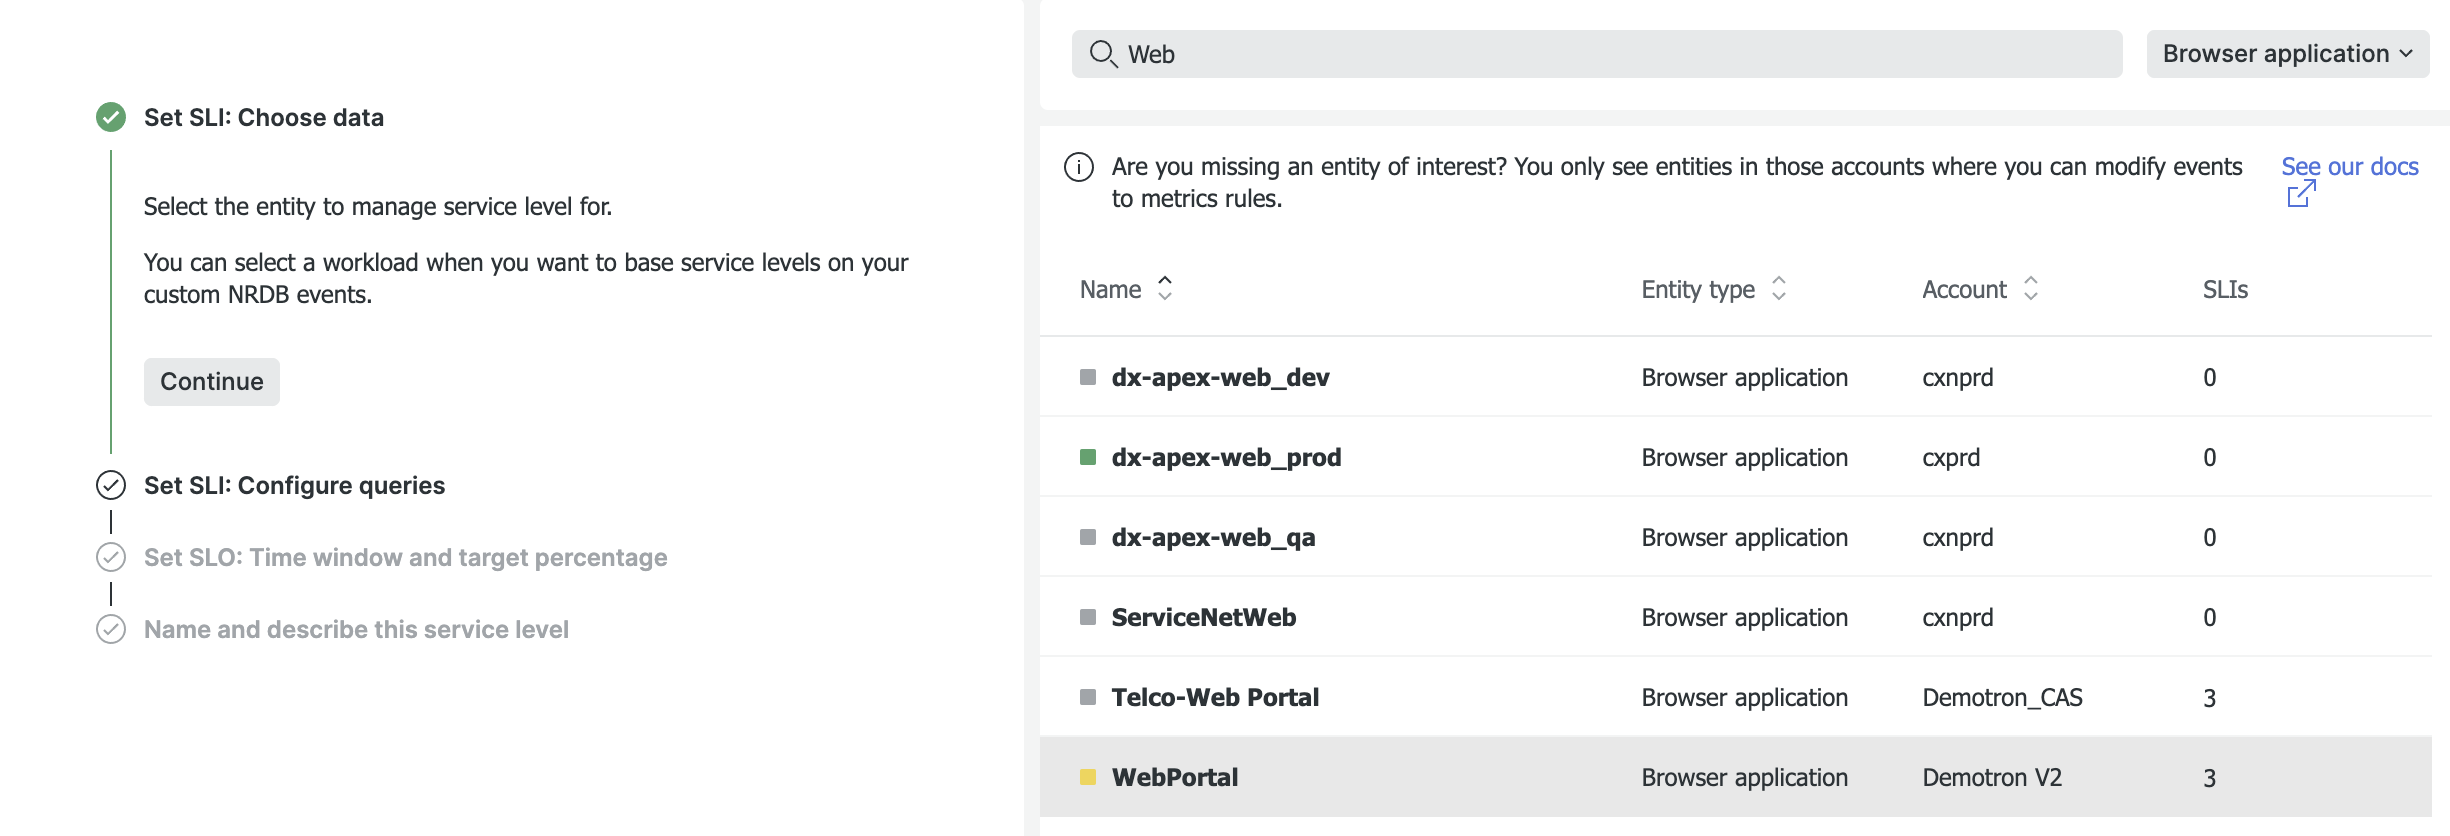 Set SLI: Choose data
Select the entity to manage service level for.
You can select a workload when you want to base service levels on your
custom NRDB events.
Continue
Set SLI: Configure queries
Set SLO: Time window and target percentage
Name and describe this service level
Web
Browser application
Are you missing an entity of interest? You only see entities in those accounts where you can modify events
to metrics rules.
See our docs
Name Entity type Account SLIs
dx-apex-web_dev Browser application cxnprd 0
dx-apex-web_prod Browser application cxprd 0
dx-apex-web_qa Browser application cxnprd 0
ServiceNetWeb Browser application cxnprd 0
Telco-Web Portal Browser application Demotron_CAS 3
WebPortal Browser application Demotron V2 3